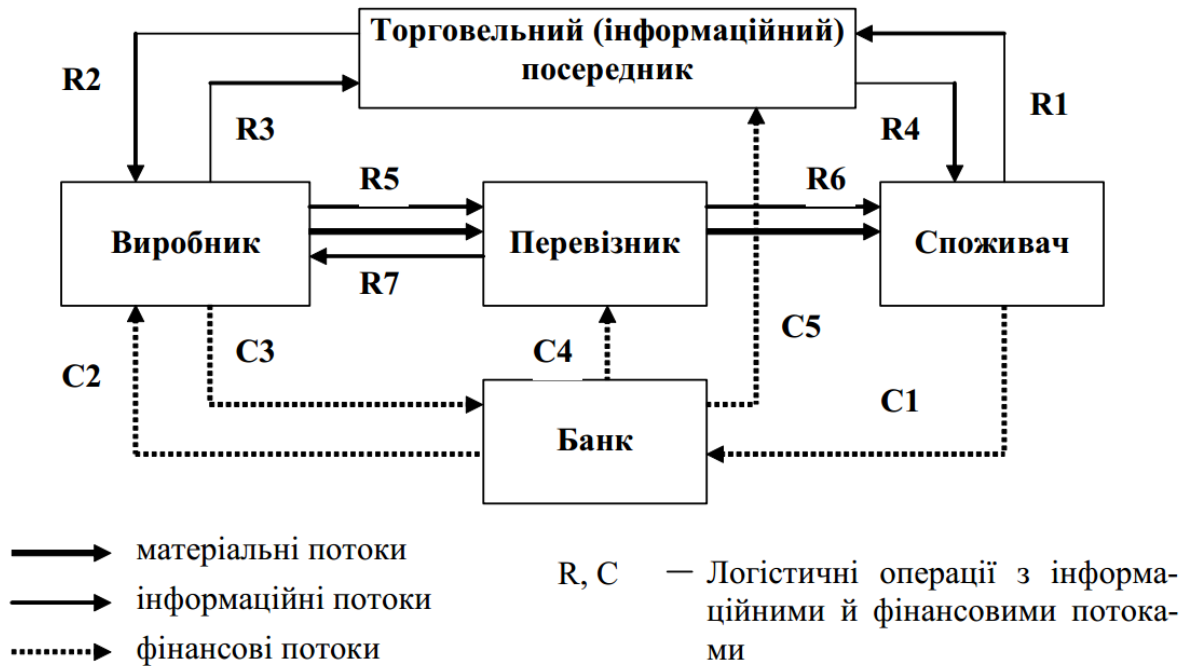 Торговельний (інформаційний)
посередник
R2
R3
R4
R1
R5
R6
Виробник
Перевізник
Споживач
R7
C2
C3
C4
C5
C1
Банк
матеріальні потоки
інформаційні потоки
фінансові потоки
R, C — Логістичні операції з інформа-
ційними й фінансовими потока-
ми